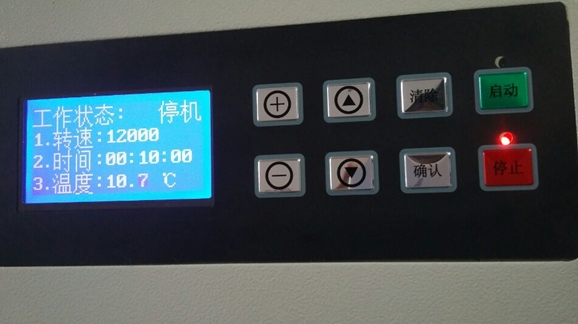 工作状态: 停机
1.转速:12000
2.时间:00:10:00
3.温度:10.7 ℃
清除
启动
确认
停止